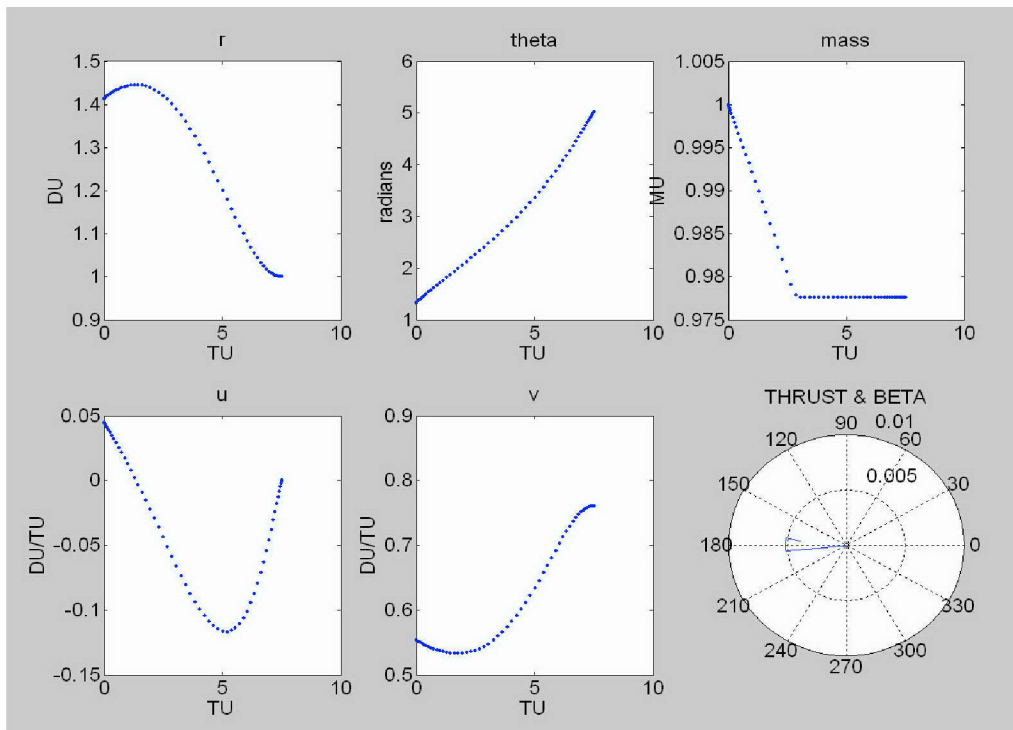 r
1.5
1.4
1.3
1.2
1.1
1
0.9
DU
0 5 10
TU
theta
6
5
4
3
2
1
radians
0 5 10
TU
mass
1.005
1
0.995
0.99
0.985
0.98
0.975
MU
0 5 10
TU
u
0.05
0
-0.05
-0.1
-0.15
DU/TU
0 5 10
TU
v
0.9
0.8
0.7
0.6
0.5
DU/TU
0 5 10
TU
THRUST & BETA
90 0.01
120 60
0.005
150 30
180 0
210 330
240 300
270